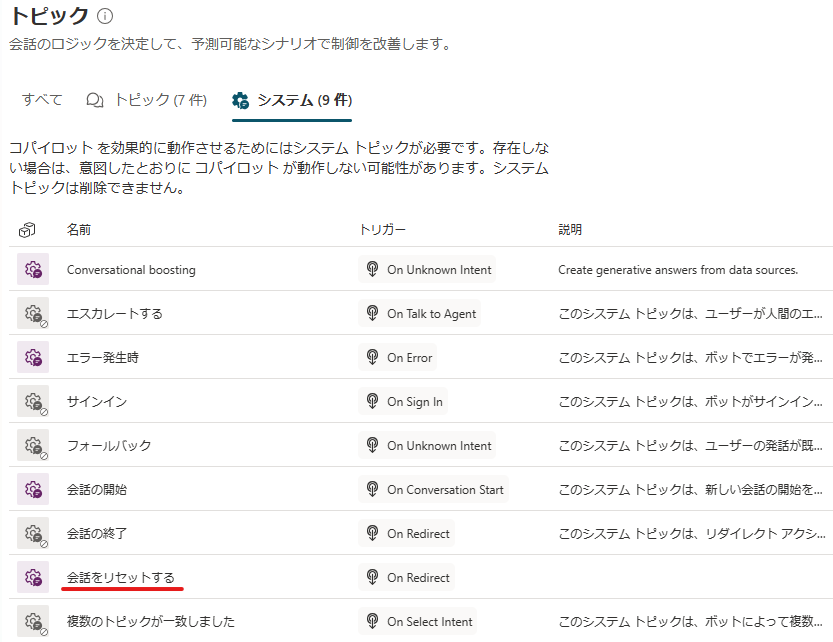 トピック
会話のロジックを決定して、予測可能なシナリオで制御を改善します。
すべて トピック (7 件) システム (9 件)
コパイロット を効果的に動作させるためにはシステム トピックが必要です。存在しな
い場合は、意図したとおりに コパイロット が動作しない可能性があります。システム
トピックは削除できません。
名前 トリガー 説明
Conversational boosting On Unknown Intent Create generative answers from data sources.
エスカレートする On Talk to Agent このシステム トピックは、ユーザーが人間のエ...
エラー発生時 On Error このシステム トピックは、ボットでエラーが発...
サインイン On Sign In このシステム トピックは、ボットがサインイン...
フォールバック On Unknown Intent このシステム トピックは、ユーザーの発話が既...
会話の開始 On Conversation Start このシステム トピックは、新しい会話の開始を...
会話の終了 On Redirect このシステム トピックは、リダイレクト アクシ...
会話をリセットする On Redirect
複数のトピックが一致しました On Select Intent このシステム トピックは、ボットによって複数...